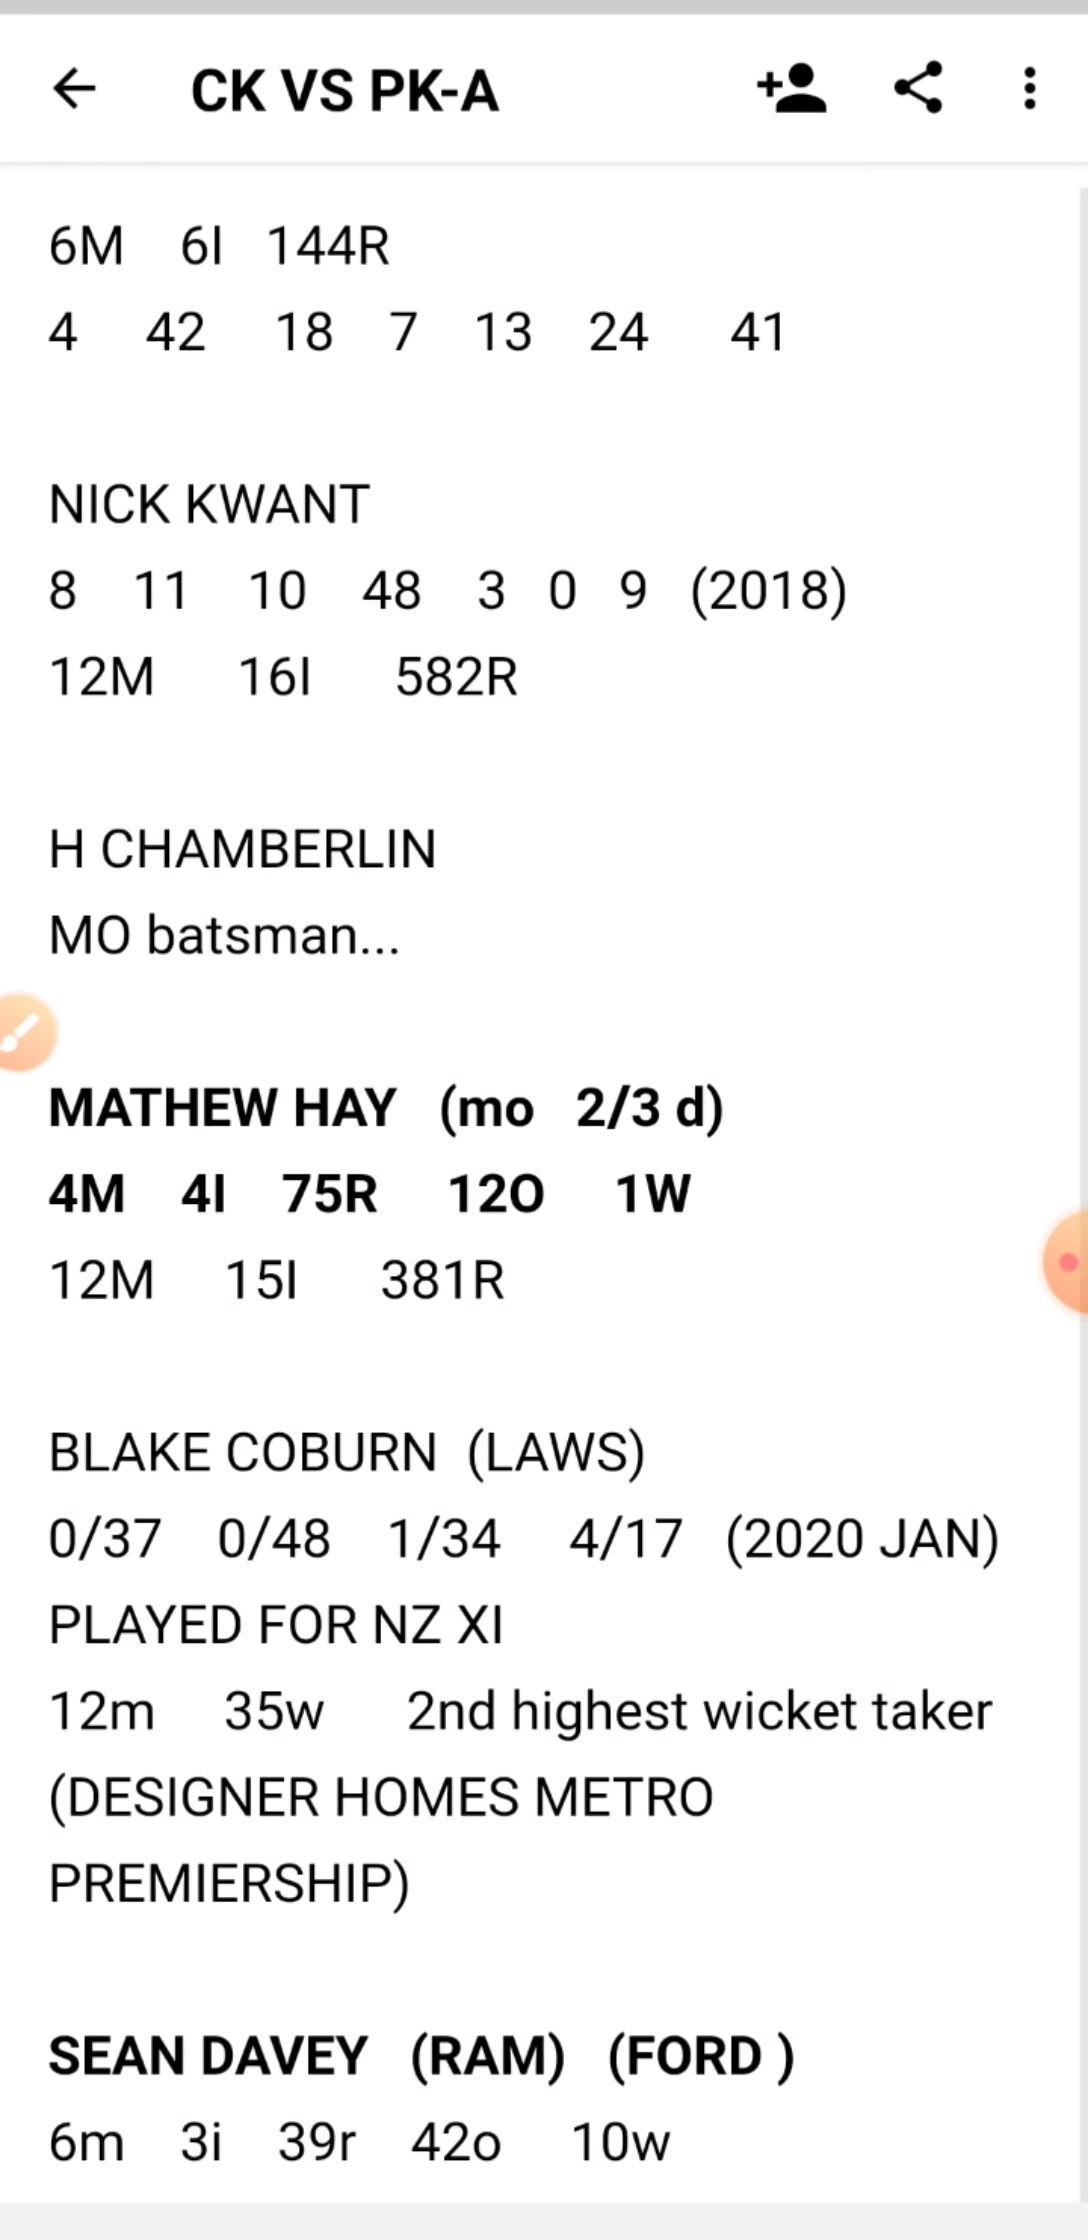 CK VS PK-A
6M 6I 144R
4 42 18 7 13 24 41
NICK KWANT
8 11 10 48 3 0 9 (2018)
12M 16I 582R
H CHAMBERLIN
MO batsman...
MATHEW HAY (mo 2/3 d)
4M 4I 75R 12O 1W
12M 15I 381R
BLAKE COBURN (LAWS)
0/37 0/48 1/34 4/17 (2020 JAN)
PLAYED FOR NZ XI
12m 35w 2nd highest wicket taker
(DESIGNER HOMES METRO
PREMIERSHIP)
SEAN DAVEY (RAM) (FORD )
6m 3i 39r 42o 10w